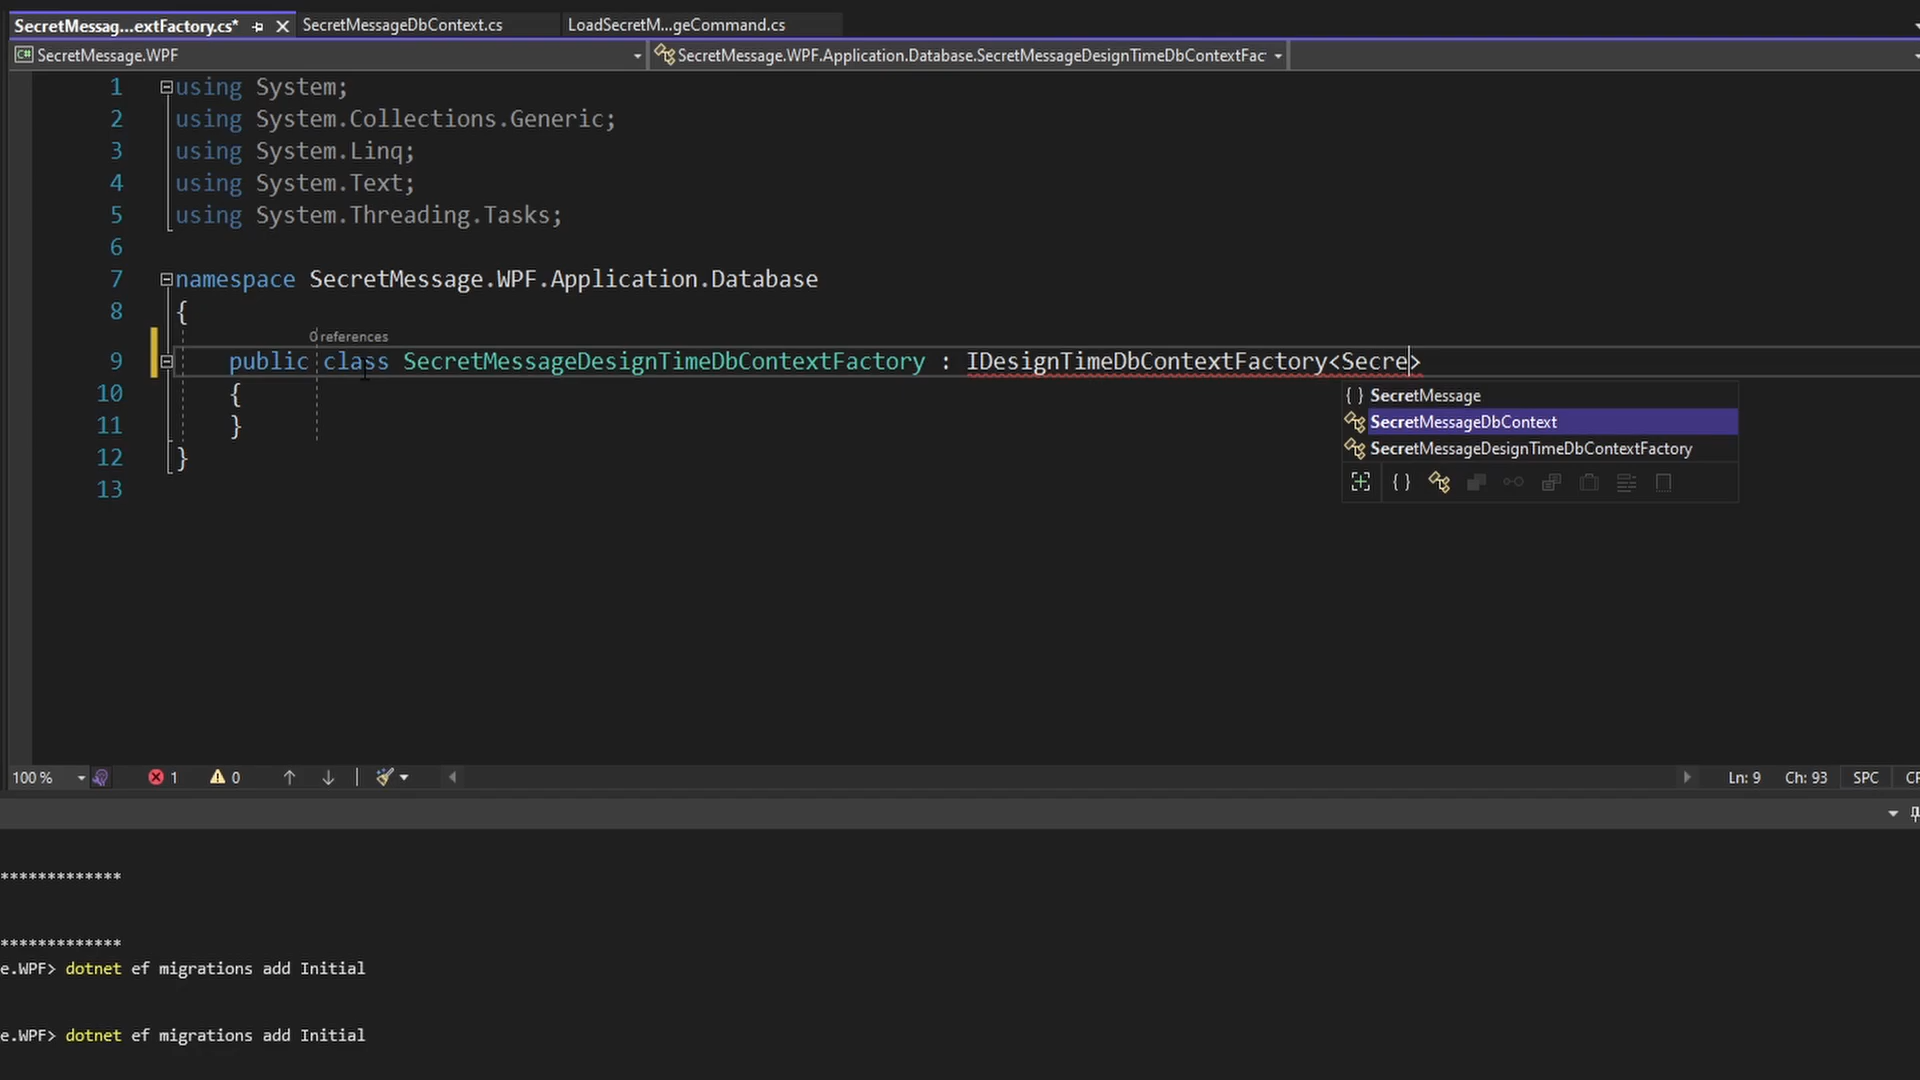 SecretMessag...extFactory.cs*
SecretMessageDbContext.cs
LoadSecretM...geCommand.cs
C# SecretMessage.WPF
SecretMessage.WPF.Application.Database.SecretMessageDesignTimeDbContextFac
1 using System;
2 using System.Collections.Generic;
3 using System.Linq;
4 using System.Text;
5 using System.Threading.Tasks;
6
7 namespace SecretMessage.WPF.Application.Database
8 {
0 references
9 public class SecretMessageDesignTimeDbContextFactory : IDesignTimeDbContextFactory<Secre>
10 {
11 }
12 }
13
{ } SecretMessage
SecretMessageDbContext
SecretMessageDesignTimeDbContextFactory
{ }
100 % 1 0 Ln: 9 Ch: 93 SPC CR
*************
*************
e.WPF> dotnet ef migrations add Initial
e.WPF> dotnet ef migrations add Initial